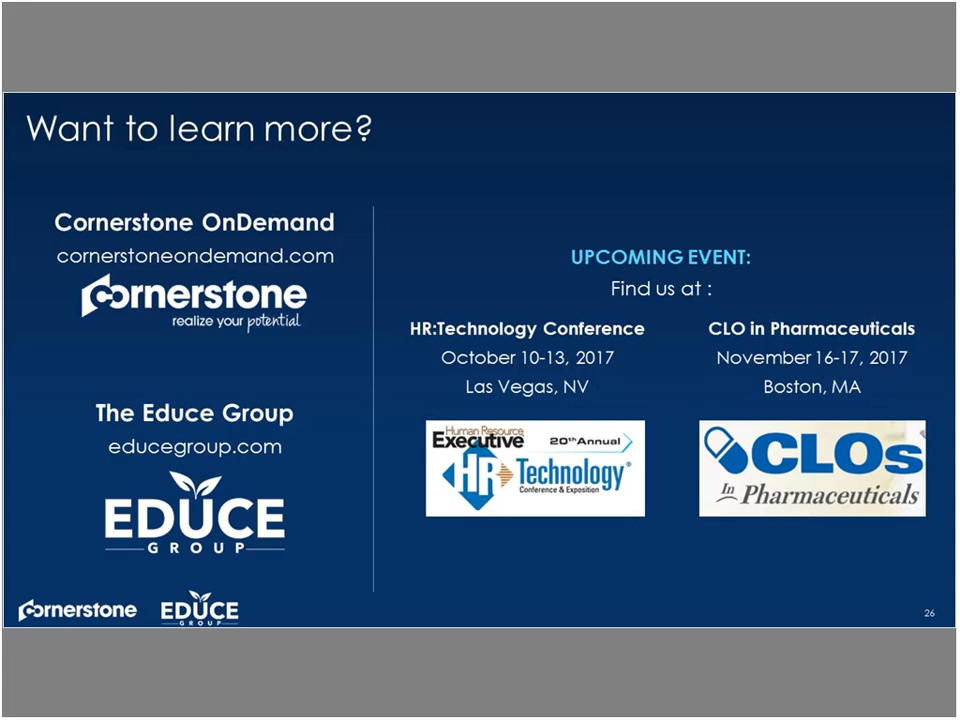 Want to learn more?
Cornerstone OnDemand
cornerstoneondemand.com
cornerstone
realize your potential
The Educe Group
educegroup.com
EDUCE
GROUP
UPCOMING EVENT:
Find us at :
HR:Technology Conference
October 10-13, 2017
Las Vegas, NV
Human Resource
Executive
20th Annual
HR Technology®
Conference & Exposition
CLO in Pharmaceuticals
November 16-17, 2017
Boston, MA
CLOs
In Pharmaceuticals
cornerstone
EDUCE
GROUP
26